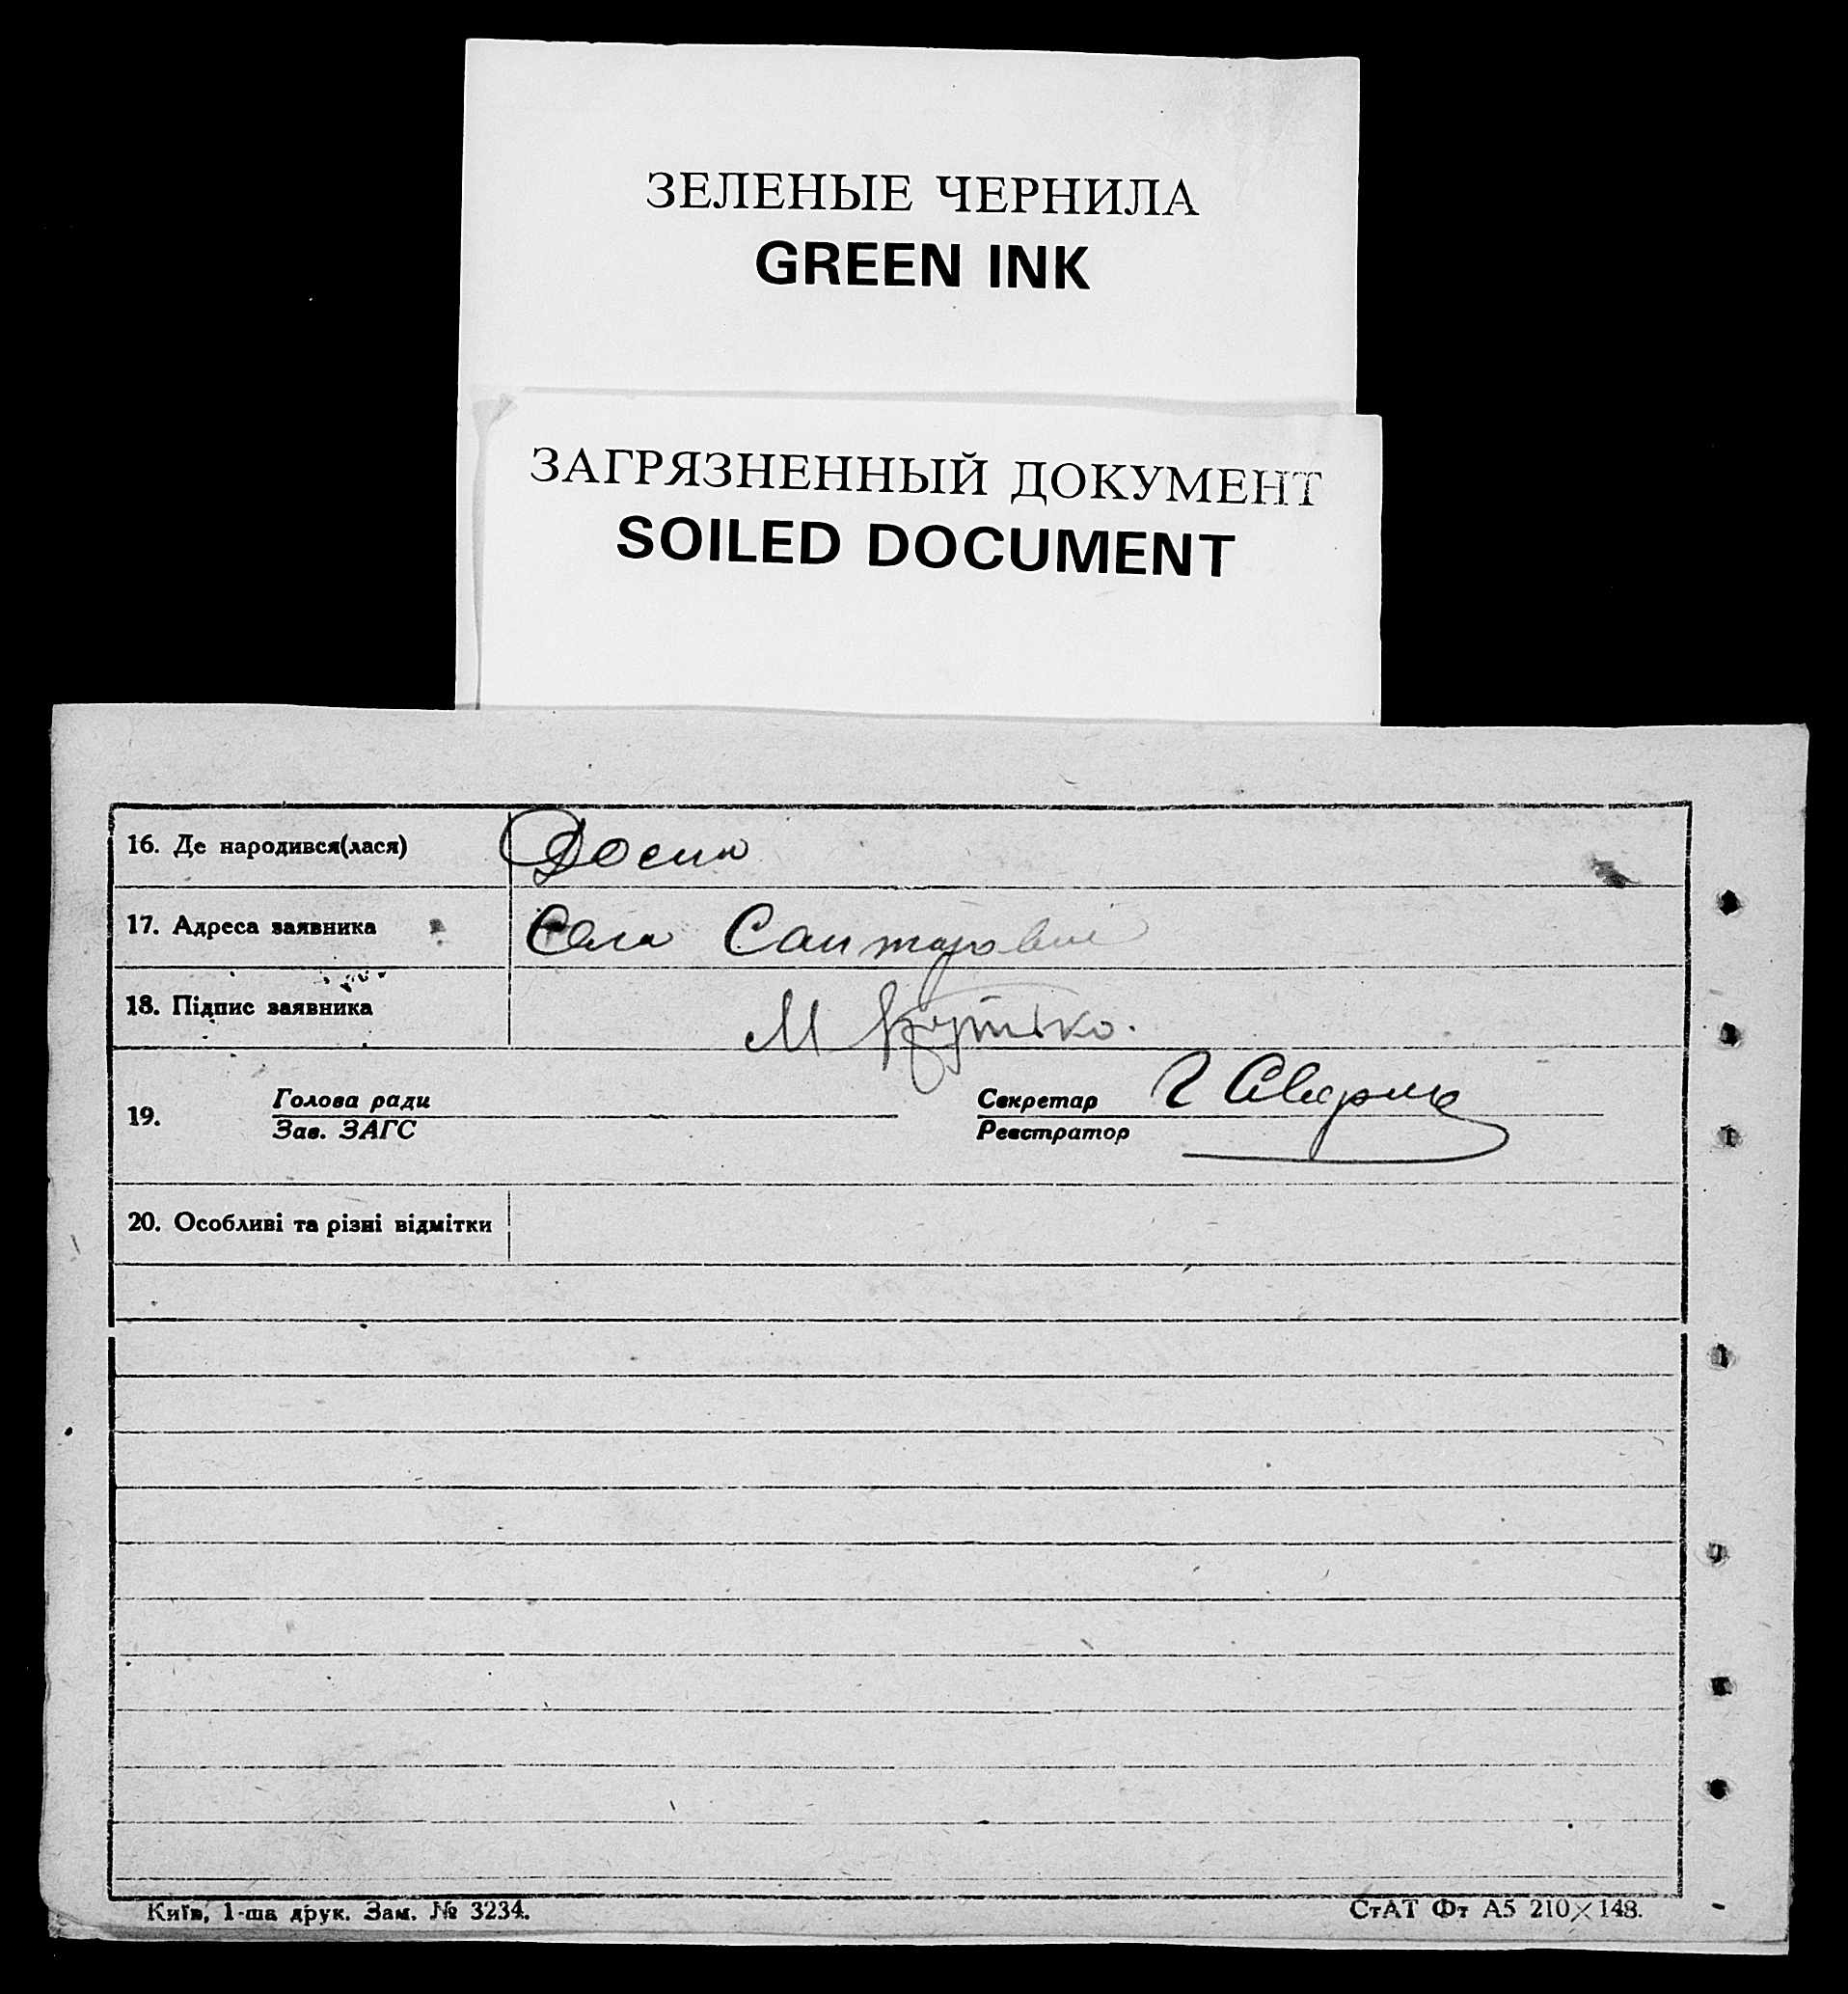 ЗЕЛЕНЫЕ ЧЕРНИЛА
GREEN INK
ЗАГРЯЗНЕННЫЙ ДОКУМЕНТ
SOILED DOCUMENT
16. Де народився(лася)
17. Адреса заявника Села
18. Підпис заявника М
19. Голова ради Секретар Г
Зав. ЗАГС Реєстратор
20. Особливі та різні відмітки
Київ, 1-ша друк. Зам. № 3234. СтАТ Фт А5 210×148.